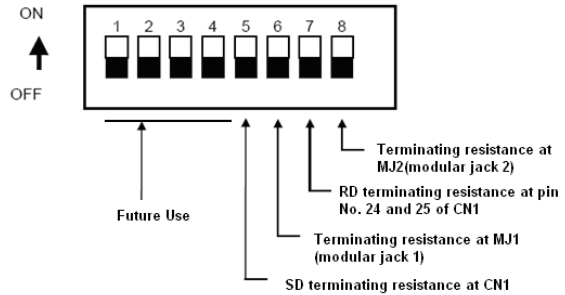 ON
1 2 3 4 5 6 7 8
OFF
Terminating resistance at
MJ2(modular jack 2)
RD terminating resistance at pin
No. 24 and 25 of CN1
Future Use
Terminating resistance at MJ1
(modular jack 1)
SD terminating resistance at CN1